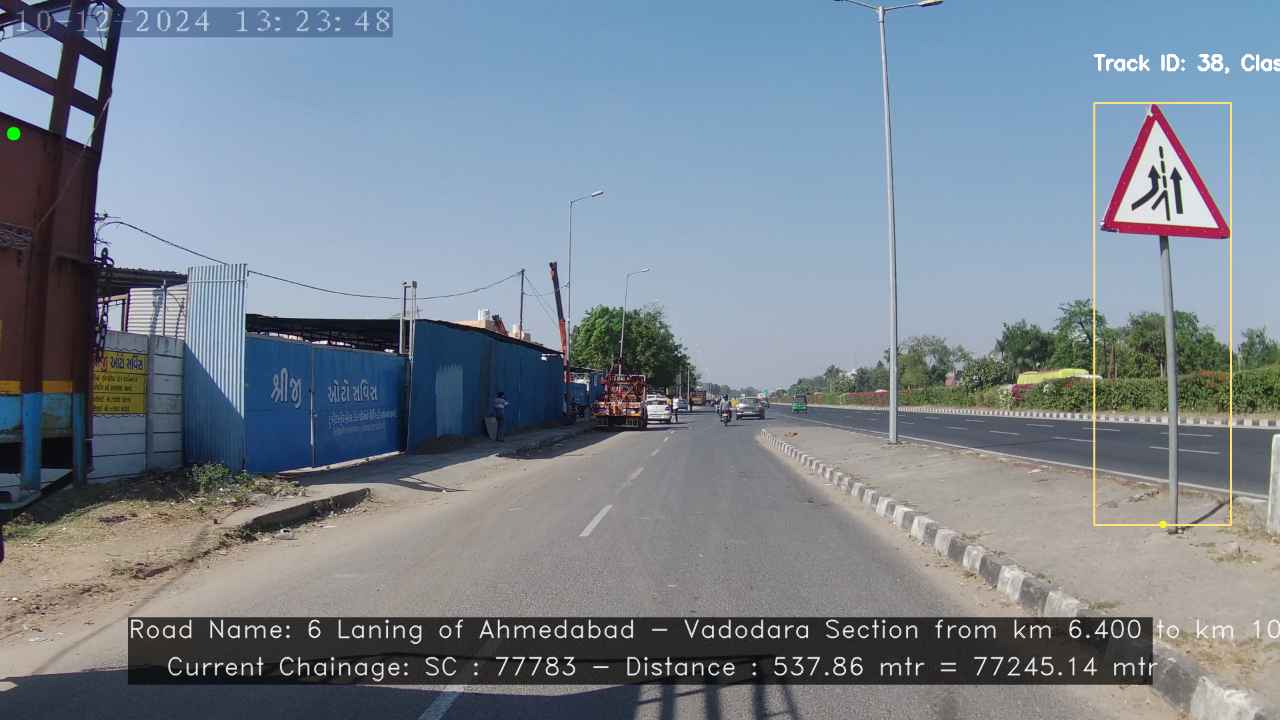 10-12-2024 13:23:48
Track ID: 38, Clas
શ્રીજી
ઓટો સર્વિસ
Road Name: 6 Laning of Ahmedabad - Vadodara Section from km 6.400 to km 10
Current Chainage: SC : 77783 - Distance : 537.86 mtr = 77245.14 mtr